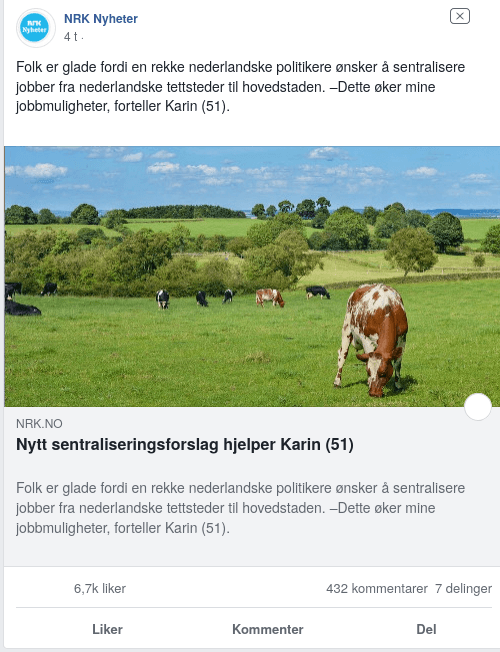 NRK
Nyheter
NRK Nyheter
4 t ·
Folk er glade fordi en rekke nederlandske politikere ønsker å sentralisere
jobber fra nederlandske tettsteder til hovedstaden. –Dette øker mine
jobbmuligheter, forteller Karin (51).
NRK.NO
Nytt sentraliseringsforslag hjelper Karin (51)
Folk er glade fordi en rekke nederlandske politikere ønsker å sentralisere
jobber fra nederlandske tettsteder til hovedstaden. –Dette øker mine
jobbmuligheter, forteller Karin (51).
6,7k liker 432 kommentarer 7 delinger
Liker Kommenter Del